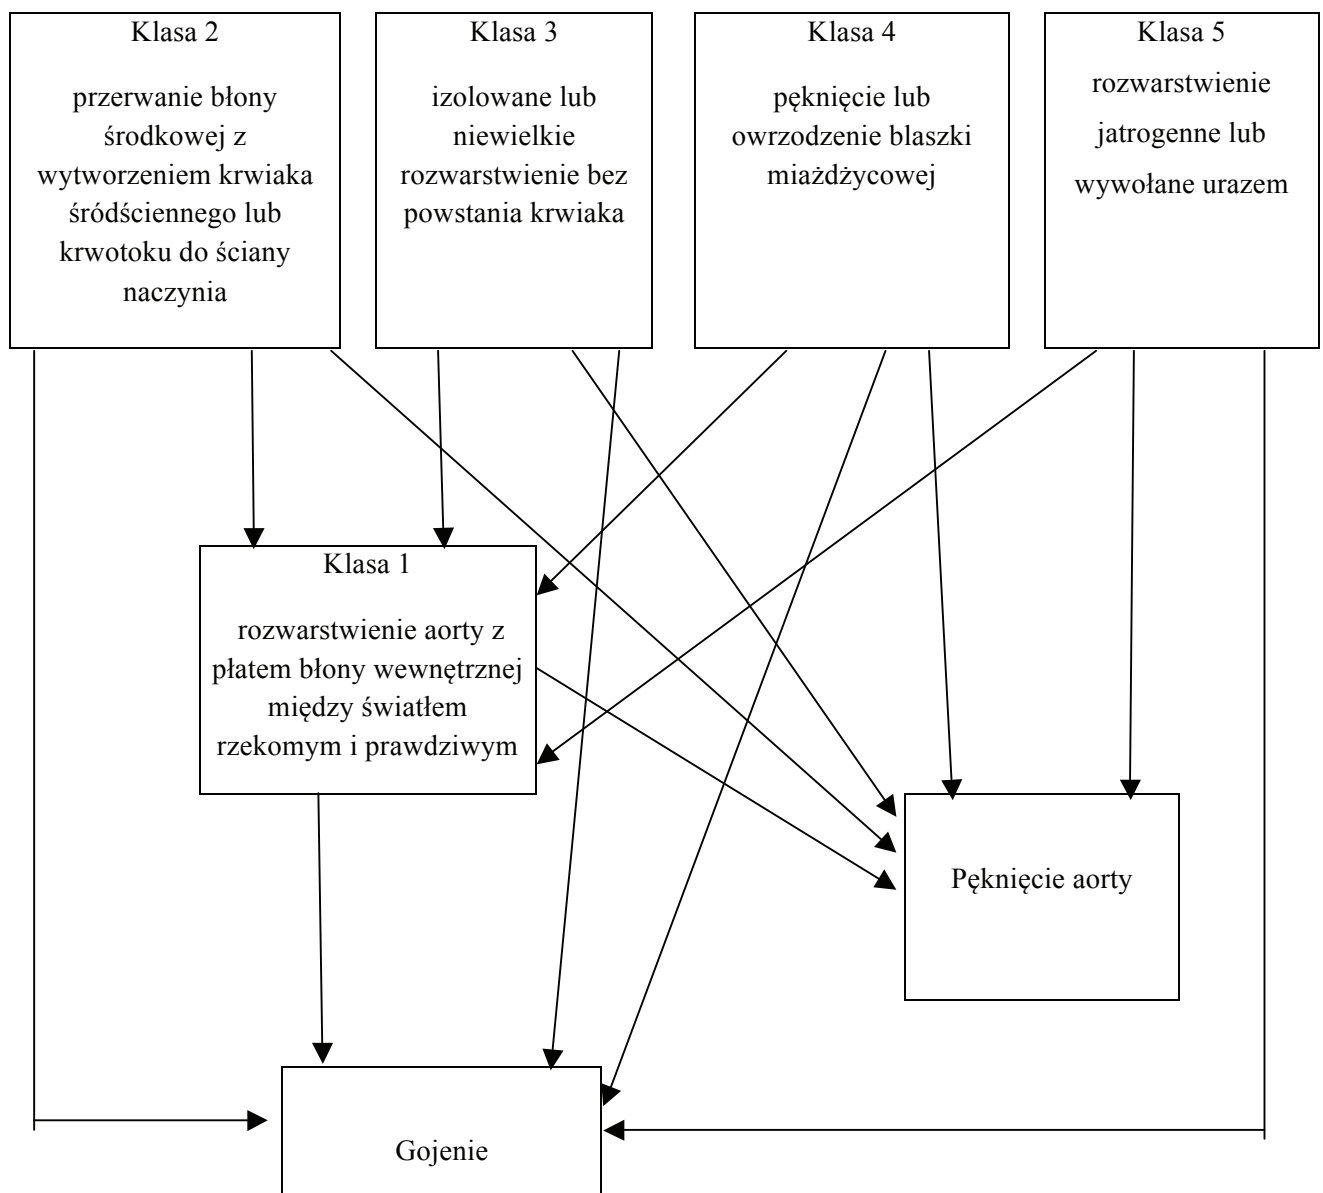 Klasa 2
przerwanie błony
środkowej z
wytworzeniem krwiaka
śródściennego lub
krwotoku do ściany
naczynia
Klasa 3
izolowane lub
niewielkie
rozwarstwienie bez
powstania krwiaka
Klasa 4
pęknięcie lub
owrzodzenie blaszki
miażdżycowej
Klasa 5
rozwarstwienie
jatrogenne lub
wywołane urazem
Klasa 1
rozwarstwienie aorty z
płatem błony wewnętrznej
między światłem
rzekomym i prawdziwym
Pęknięcie aorty
Gojenie